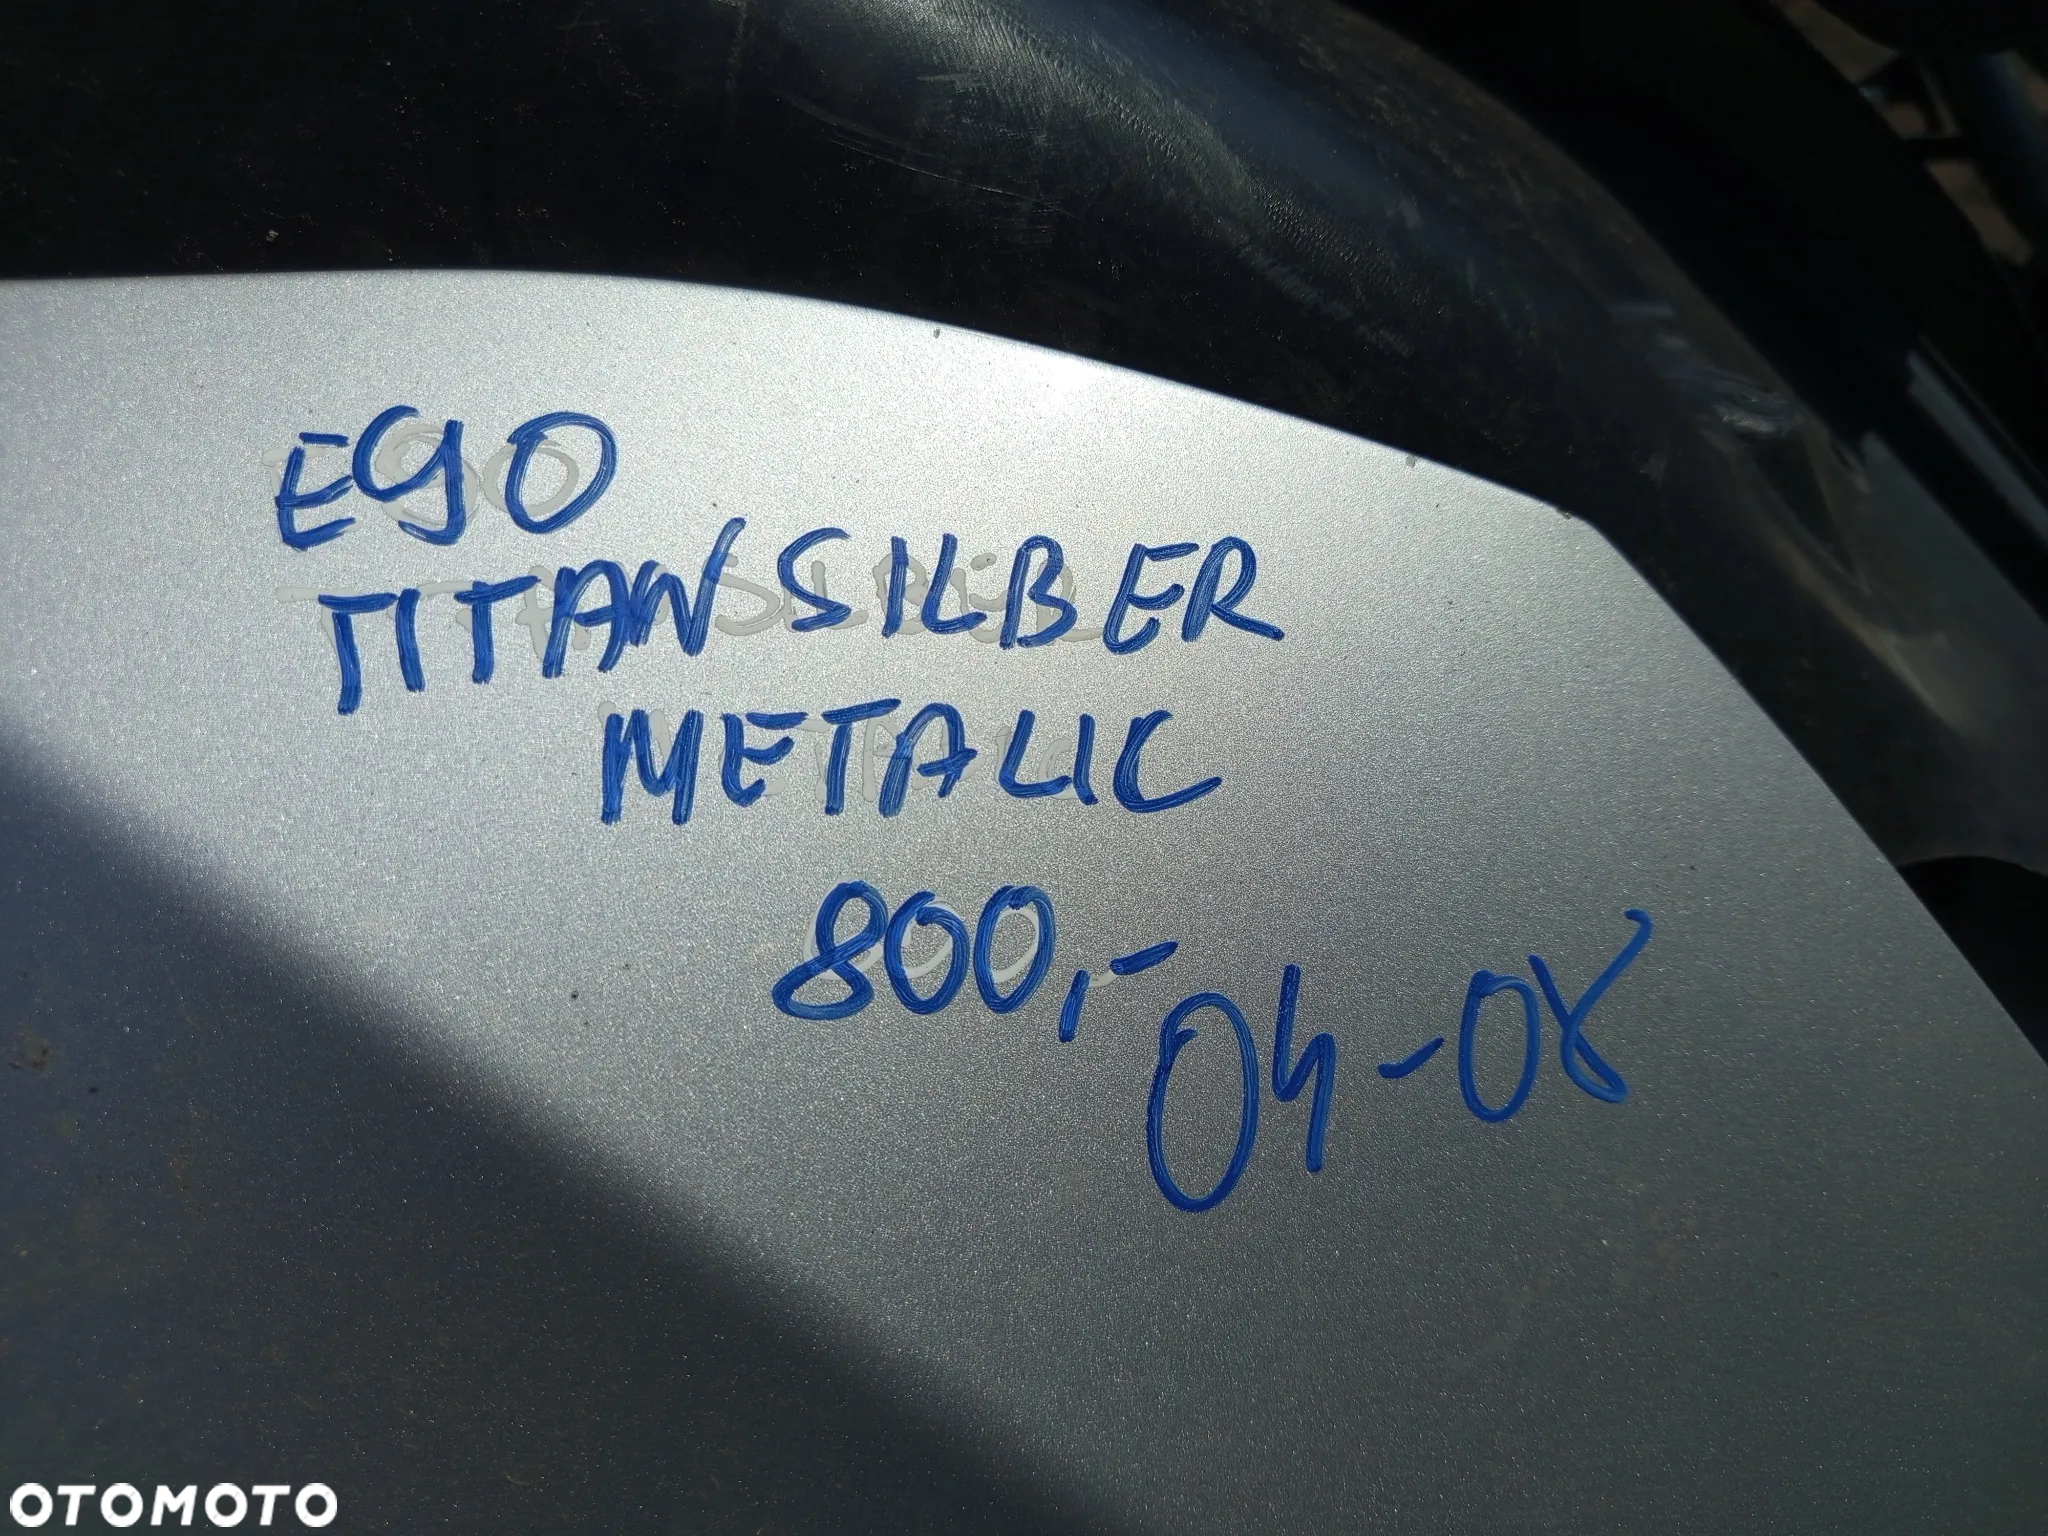 E90
TITANSILBER
METALIC
800,-
04-08
OTOMOTO